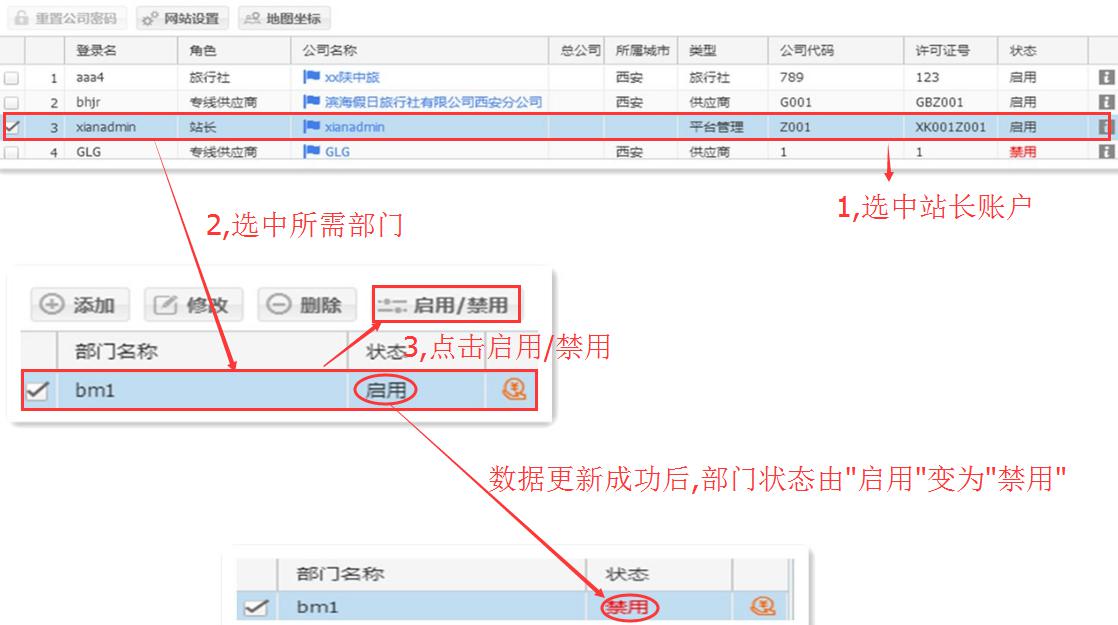 重置公司密码 网站设置 地图坐标
登录名 角色 公司名称 总公司 所属城市 类型 公司代码 许可证号 状态
1 aaa4 旅行社 xx陕中旅 西安 旅行社 789 123 启用
2 bhjr 专线供应商 滨海假日旅行社有限公司西安分公司 西安 供应商 G001 GBZ001 启用
3 xianadmin 站长 xianadmin 平台管理 Z001 XK001Z001 启用
4 GLG 专线供应商 GLG 西安 供应商 1 1 禁用
1,选中站长账户
2,选中所需部门
添加 修改 删除 启用/禁用
3,点击启用/禁用
部门名称 状态
bm1 启用
数据更新成功后,部门状态由"启用"变为"禁用"
部门名称 状态
bm1 禁用